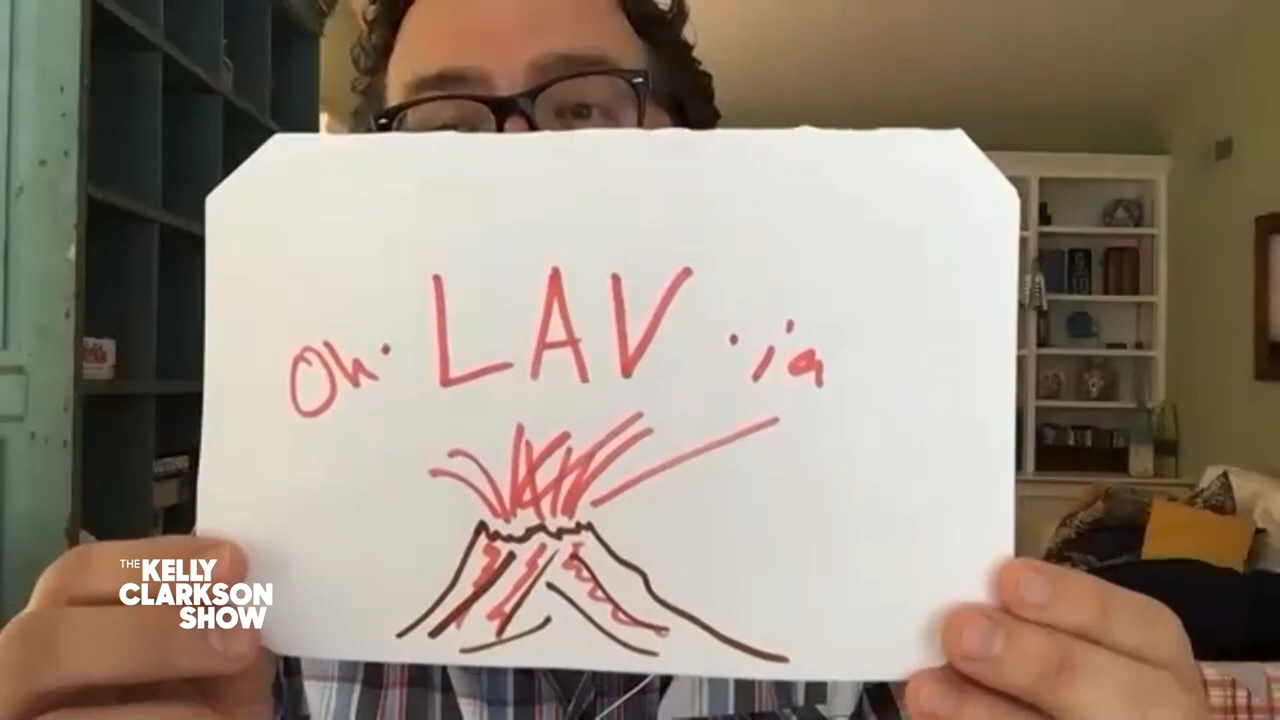 Oh · LAV · ia
THE
KELLY
CLARKSON
SHOW